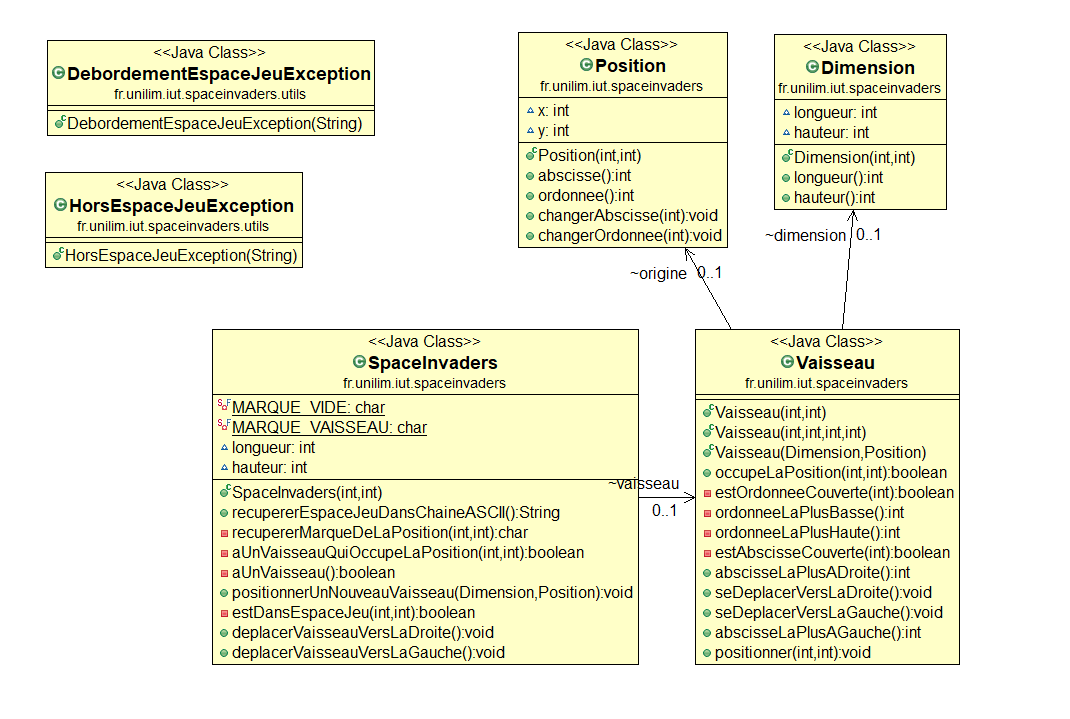 <<Java Class>>
DebordementEspaceJeuException
fr.unilim.iut.spaceinvaders.utils
DebordementEspaceJeuException(String)
<<Java Class>>
HorsEspaceJeuException
fr.unilim.iut.spaceinvaders.utils
HorsEspaceJeuException(String)
<<Java Class>>
Position
fr.unilim.iut.spaceinvaders
x: int
y: int
Position(int,int)
abscisse():int
ordonnee():int
changerAbscisse(int):void
changerOrdonnee(int):void
<<Java Class>>
Dimension
fr.unilim.iut.spaceinvaders
longueur: int
hauteur: int
Dimension(int,int)
longueur():int
hauteur():int
~origine 0..1
~dimension 0..1
<<Java Class>>
SpaceInvaders
fr.unilim.iut.spaceinvaders
MARQUE_VIDE: char
MARQUE_VAISSEAU: char
longueur: int
hauteur: int
SpaceInvaders(int,int)
recupererEspaceJeuDansChaineASCII():String
recupererMarqueDeLaPosition(int,int):char
aUnVaisseauQuiOccupeLaPosition(int,int):boolean
aUnVaisseau():boolean
positionnerUnNouveauVaisseau(Dimension,Position):void
estDansEspaceJeu(int,int):boolean
deplacerVaisseauVersLaDroite():void
deplacerVaisseauVersLaGauche():void
~vaisseau
0..1
<<Java Class>>
Vaisseau
fr.unilim.iut.spaceinvaders
Vaisseau(int,int)
Vaisseau(int,int,int,int)
Vaisseau(Dimension,Position)
occupeLaPosition(int,int):boolean
estOrdonneeCouverte(int):boolean
ordonneeLaPlusBasse():int
ordonneeLaPlusHaute():int
estAbscisseCouverte(int):boolean
abscisseLaPlusADroite():int
seDeplacerVersLaDroite():void
seDeplacerVersLaGauche():void
abscisseLaPlusAGauche():int
positionner(int,int):void